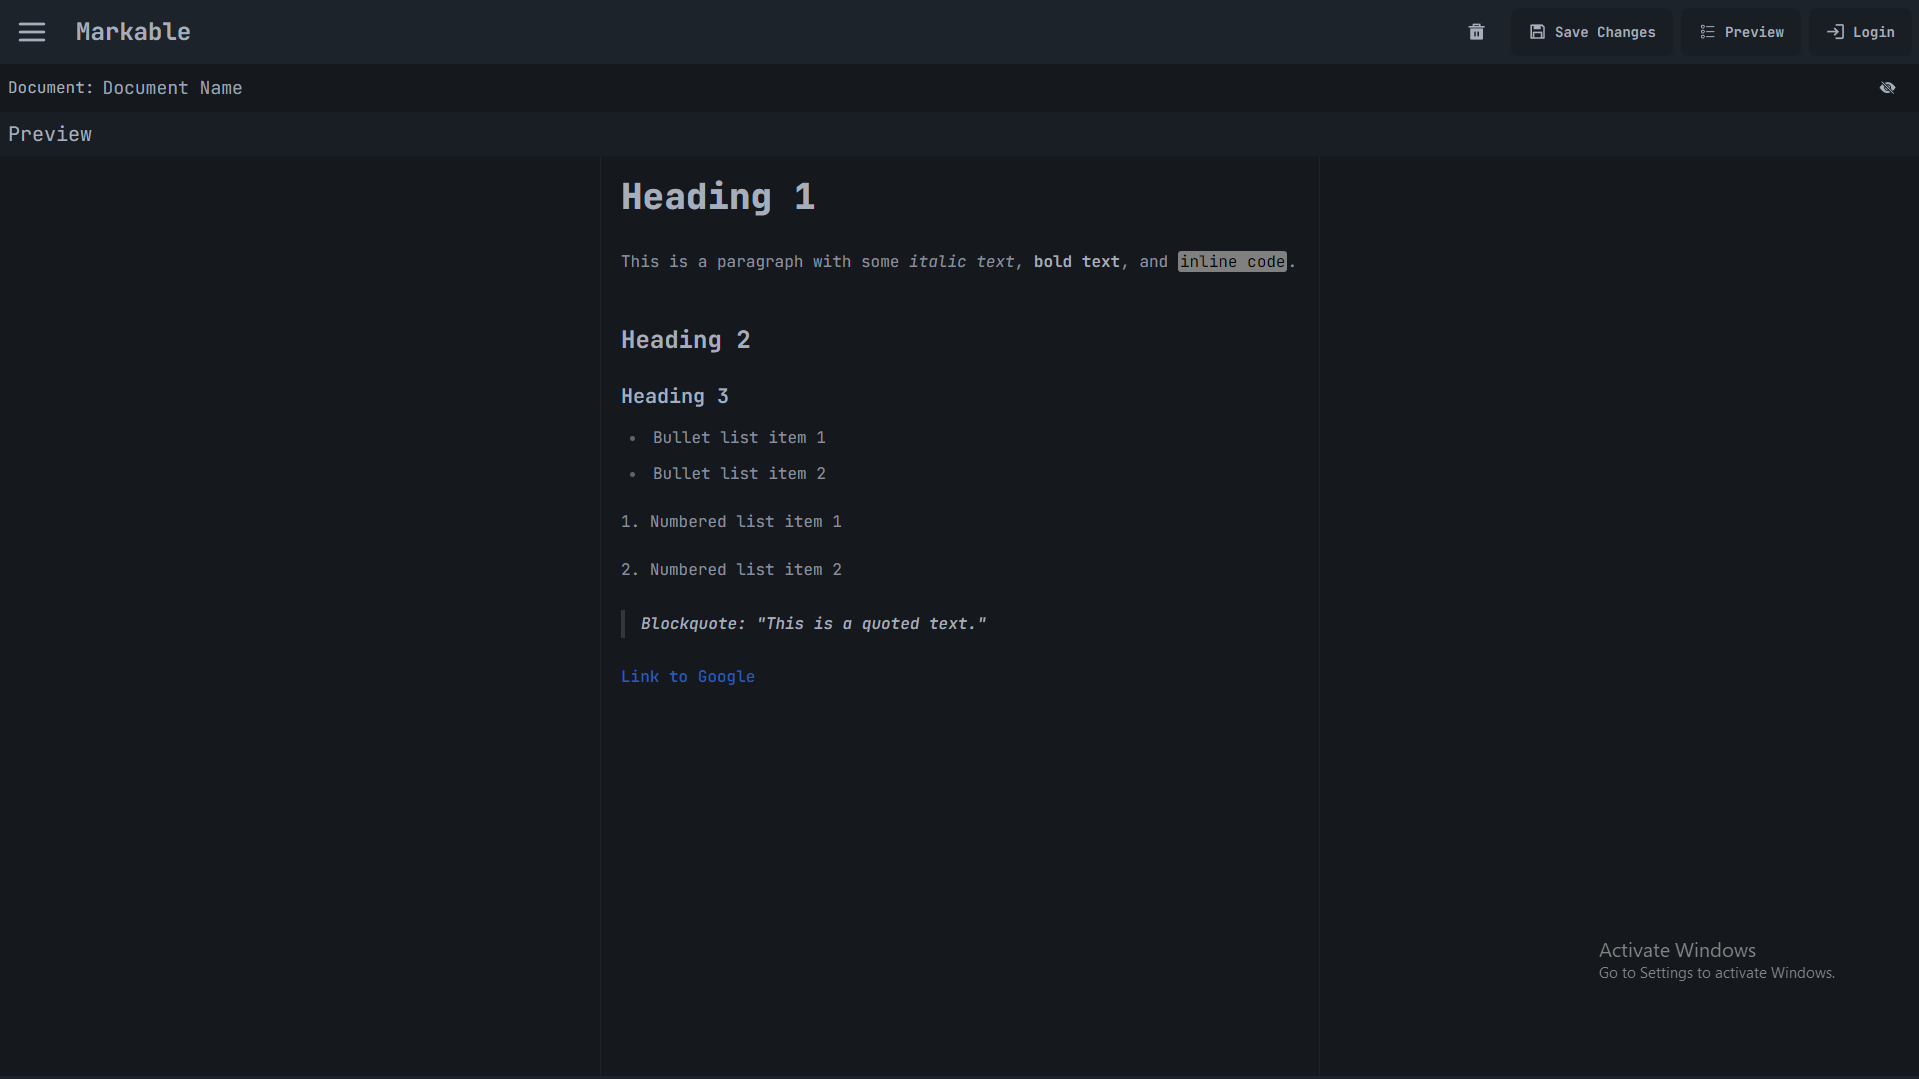 Markable
Save Changes
Preview
Login
Document: Document Name
Preview
Heading 1
This is a paragraph with some italic text, bold text, and inline code.
Heading 2
Heading 3
• Bullet list item 1
• Bullet list item 2
1. Numbered list item 1
2. Numbered list item 2
Blockquote: "This is a quoted text."
Link to Google
Activate Windows
Go to Settings to activate Windows.